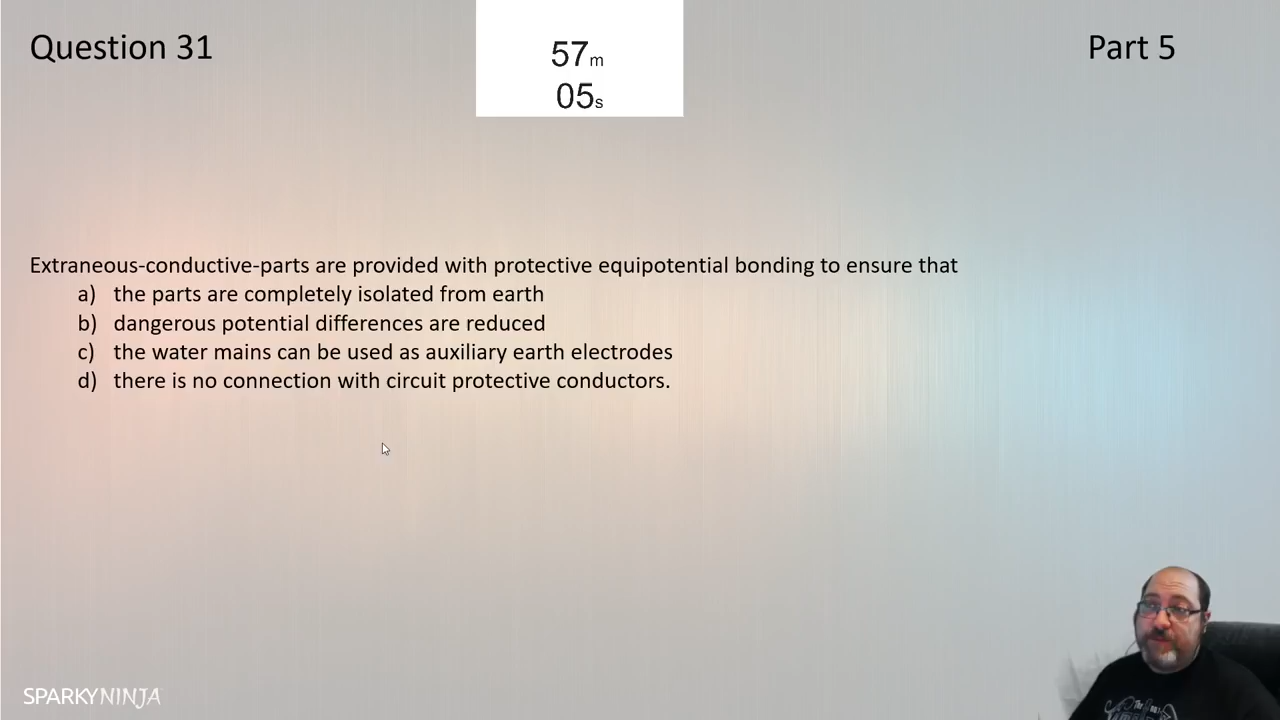 Question 31
57m
05s
Part 5
Extraneous-conductive-parts are provided with protective equipotential bonding to ensure that
a) the parts are completely isolated from earth
b) dangerous potential differences are reduced
c) the water mains can be used as auxiliary earth electrodes
d) there is no connection with circuit protective conductors.
SPARKYNINJA